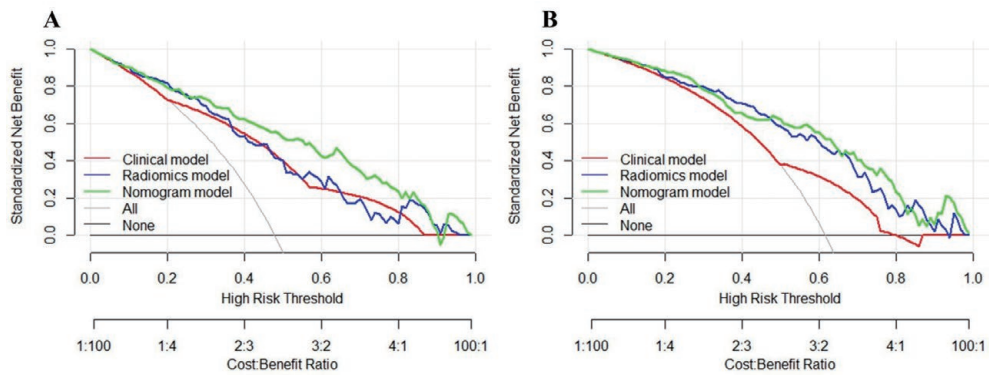 A
Standardized Net Benefit
1.0
0.8
0.6
0.4
0.2
0.0
Clinical model
Radiomics model
Nomogram model
All
None
0.0 0.2 0.4 0.6 0.8 1.0
High Risk Threshold
1:100 1:4 2:3 3:2 4:1 100:1
Cost:Benefit Ratio
B
Standardized Net Benefit
1.0
0.8
0.6
0.4
0.2
0.0
Clinical model
Radiomics model
Nomogram model
All
None
0.0 0.2 0.4 0.6 0.8 1.0
High Risk Threshold
1:100 1:4 2:3 3:2 4:1 100:1
Cost:Benefit Ratio